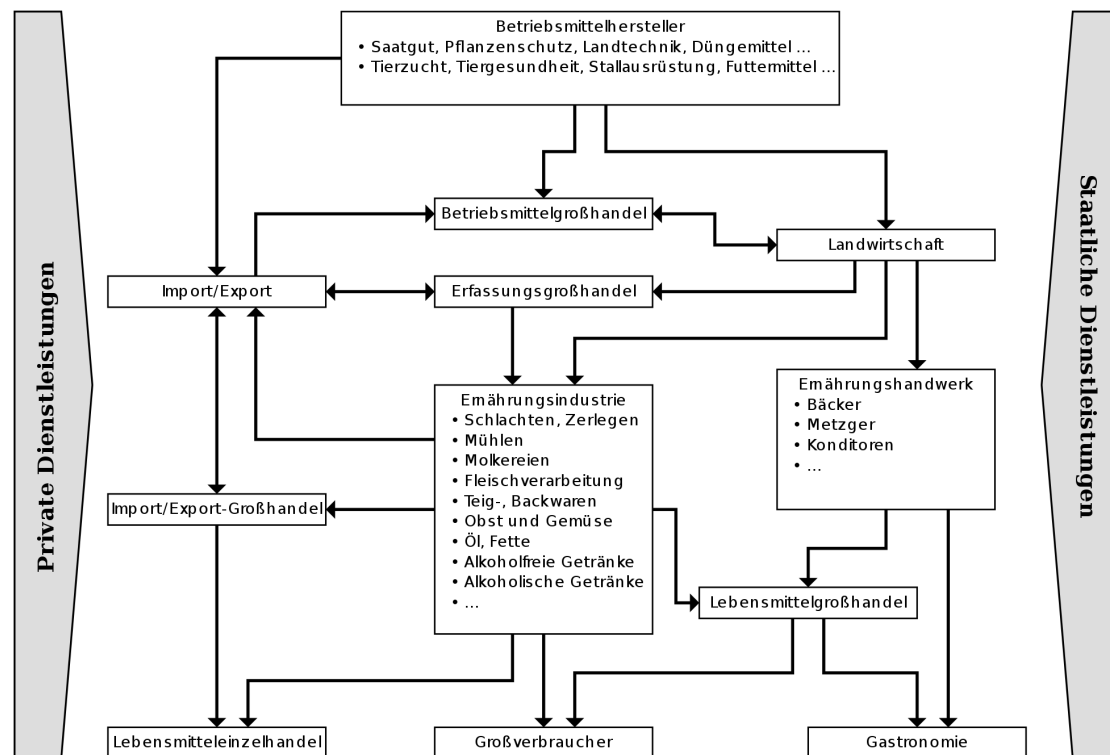 Betriebsmittelhersteller
• Saatgut, Pflanzenschutz, Landtechnik, Düngemittel ...
• Tierzucht, Tiergesundheit, Stallausrüstung, Futtermittel ...
Private Dienstleistungen
Staatliche Dienstleistungen
Betriebsmittelgroßhandel
Landwirtschaft
Import/Export
Erfassungsgroßhandel
Ernährungsindustrie
• Schlachten, Zerlegen
• Mühlen
• Molkereien
• Fleischverarbeitung
• Teig-, Backwaren
• Obst und Gemüse
• Öl, Fette
• Alkoholfreie Getränke
• Alkoholische Getränke
• ...
Ernährungshandwerk
• Bäcker
• Metzger
• Konditoren
• ...
Import/Export-Großhandel
Lebensmittelgroßhandel
Lebensmitteleinzelhandel
Großverbraucher
Gastronomie